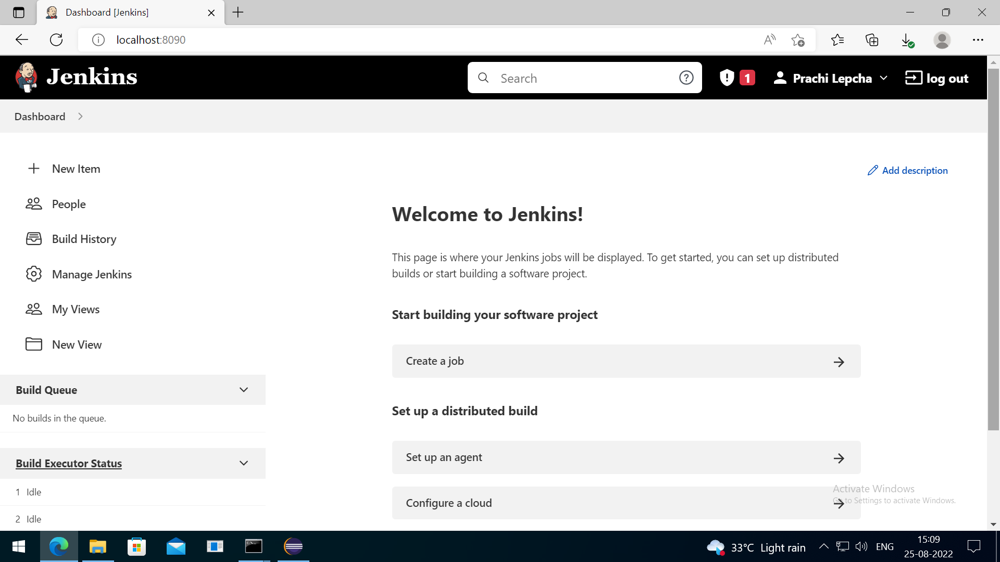 Dashboard [Jenkins]
localhost:8090
Jenkins
Search
1
Prachi Lepcha
log out
Dashboard
New Item
People
Build History
Manage Jenkins
My Views
New View
Build Queue
No builds in the queue.
Build Executor Status
1 Idle
2 Idle
Add description
Welcome to Jenkins!
This page is where your Jenkins jobs will be displayed. To get started, you can set up distributed
builds or start building a software project.
Start building your software project
Create a job
Set up a distributed build
Set up an agent
Configure a cloud
Activate Windows
Go to Settings to activate Windows.
33°C Light rain
ENG
15:09
25-08-2022